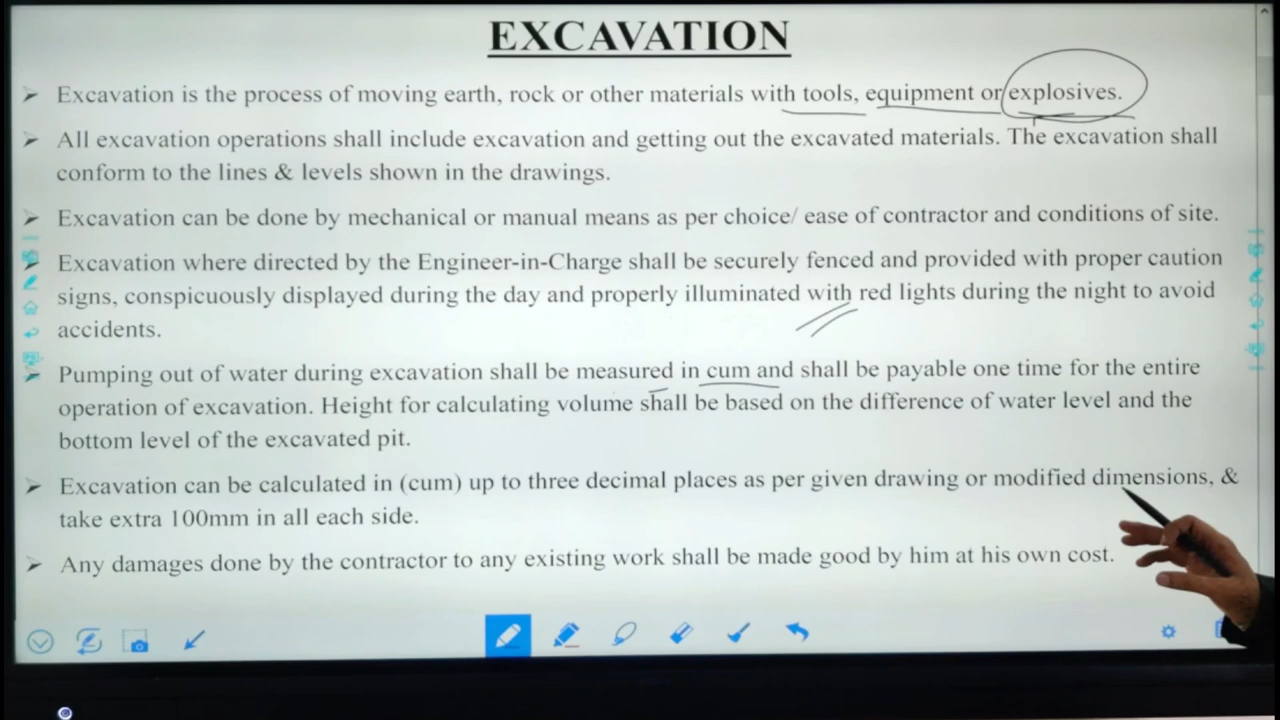 EXCAVATION
➢ Excavation is the process of moving earth, rock or other materials with tools, equipment or explosives.
➢ All excavation operations shall include excavation and getting out the excavated materials. The excavation shall
conform to the lines & levels shown in the drawings.
➢ Excavation can be done by mechanical or manual means as per choice/ ease of contractor and conditions of site.
➢ Excavation where directed by the Engineer-in-Charge shall be securely fenced and provided with proper caution
signs, conspicuously displayed during the day and properly illuminated with red lights during the night to avoid
accidents.
➢ Pumping out of water during excavation shall be measured in cum and shall be payable one time for the entire
operation of excavation. Height for calculating volume shall be based on the difference of water level and the
bottom level of the excavated pit.
➢ Excavation can be calculated in (cum) up to three decimal places as per given drawing or modified dimensions, &
take extra 100mm in all each side.
➢ Any damages done by the contractor to any existing work shall be made good by him at his own cost.